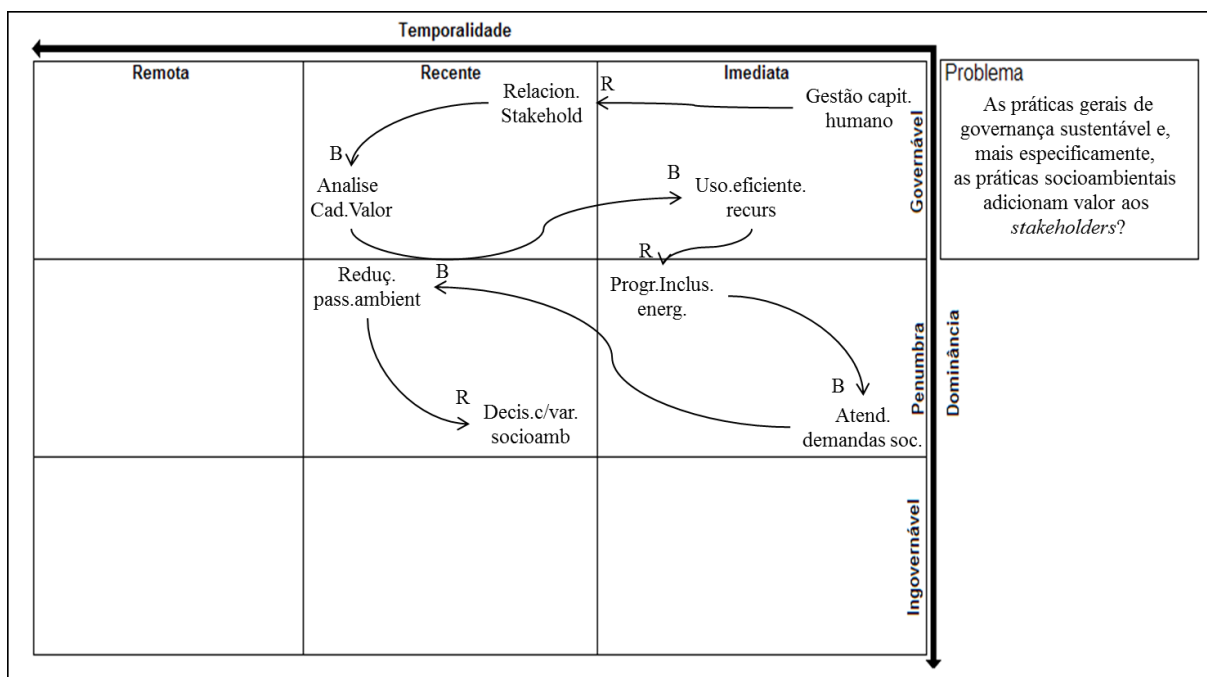 Temporalidade
Remota
Recente
Imediata
Problema
As práticas gerais de
governança sustentável e,
mais especificamente,
as práticas socioambientais
adicionam valor aos
stakeholders?
Relacion.
Stakehold
R
Gestão capit.
humano
Governável
B
Analise
Cad.Valor
B
Uso.eficiente.
recurs
Reduç.
pass.ambient
B
R
Progr.Inclus.
energ.
R
Decis.c/var.
socioamb
B
Atend.
demandas soc.
Penumbra
Dominância
Ingovernável